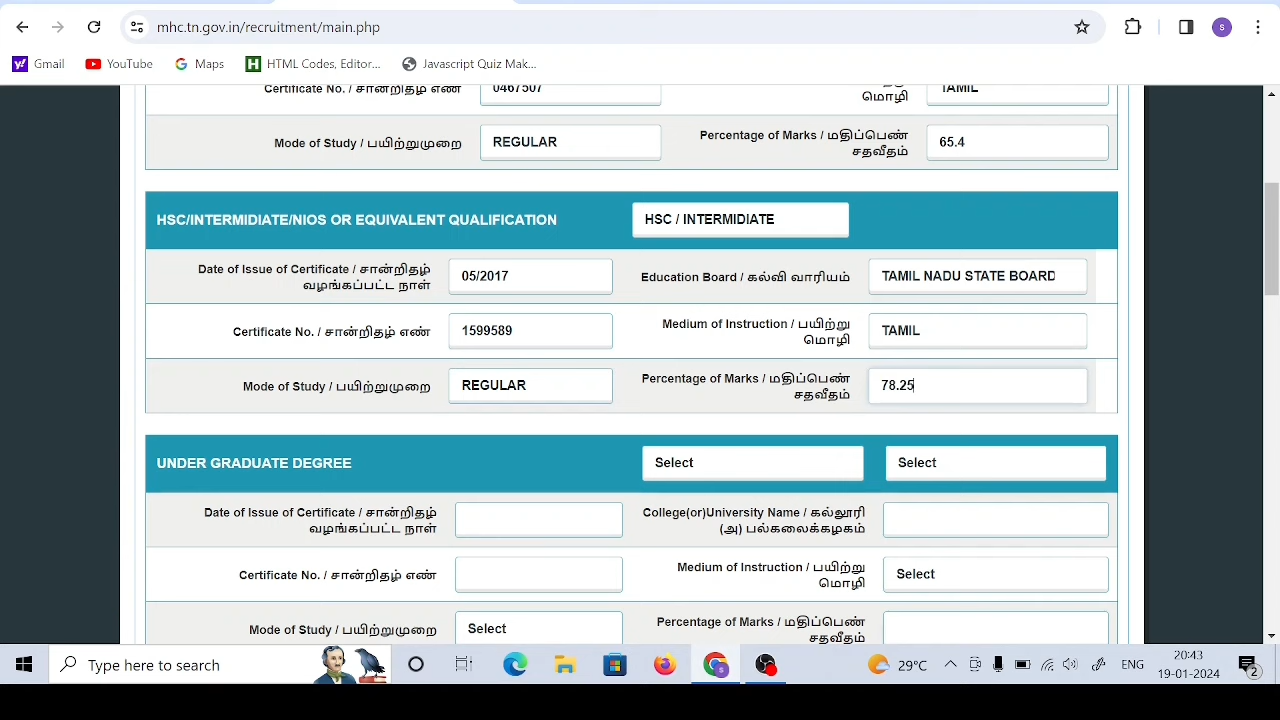 mhc.tn.gov.in/recruitment/main.php
s
Gmail
YouTube
Maps
H
HTML Codes, Editor...
Javascript Quiz Mak...
Certificate No. / சான்றிதழ் எண்
0467507
மொழி
TAMIL
Mode of Study / பயிற்றுமுறை
REGULAR
Percentage of Marks / மதிப்பெண்
சதவீதம்
65.4
HSC/INTERMIDIATE/NIOS OR EQUIVALENT QUALIFICATION
HSC / INTERMIDIATE
Date of Issue of Certificate / சான்றிதழ்
வழங்கப்பட்ட நாள்
05/2017
Education Board / கல்வி வாரியம்
TAMIL NADU STATE BOARD
Certificate No. / சான்றிதழ் எண்
1599589
Medium of Instruction / பயிற்று
மொழி
TAMIL
Mode of Study / பயிற்றுமுறை
REGULAR
Percentage of Marks / மதிப்பெண்
சதவீதம்
78.25
UNDER GRADUATE DEGREE
Select
Select
Date of Issue of Certificate / சான்றிதழ்
வழங்கப்பட்ட நாள்
College(or)University Name / கல்லூரி
(அ) பல்கலைக்கழகம்
Certificate No. / சான்றிதழ் எண்
Medium of Instruction / பயிற்று
மொழி
Select
Mode of Study / பயிற்றுமுறை
Select
Percentage of Marks / மதிப்பெண்
சதவீதம்
Type here to search
29°C
ENG
20:43
19-01-2024
2